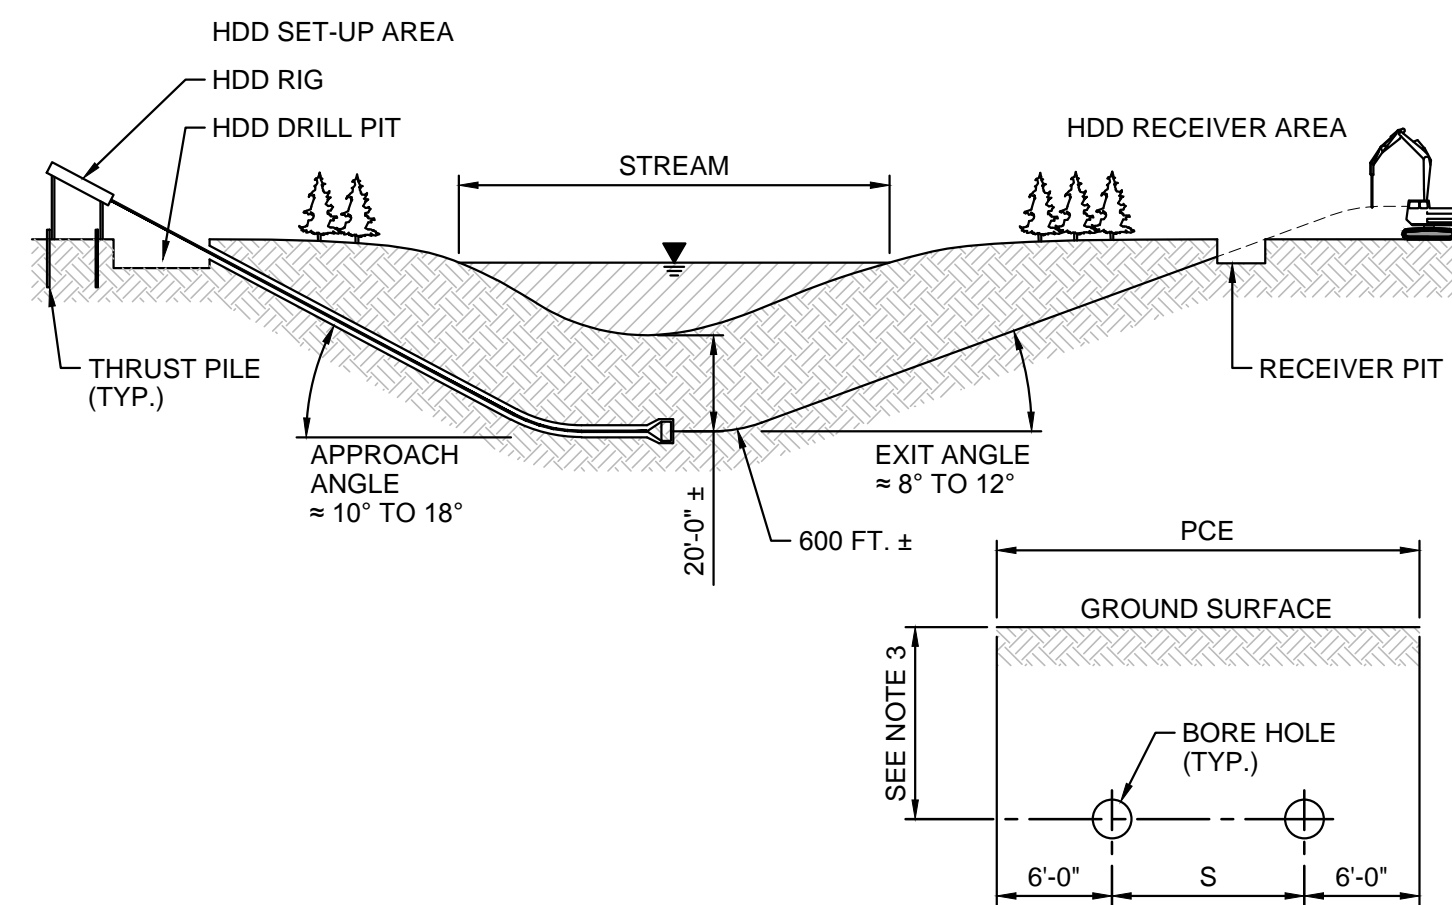 HDD SET-UP AREA
HDD RIG
HDD DRILL PIT
STREAM
HDD RECEIVER AREA
THRUST PILE
(TYP.)
RECEIVER PIT
APPROACH
ANGLE
≈ 10° TO 18°
EXIT ANGLE
≈ 8° TO 12°
20'-0" ±
600 FT. ±
PCE
GROUND SURFACE
SEE NOTE 3
BORE HOLE
(TYP.)
6'-0"
S
6'-0"